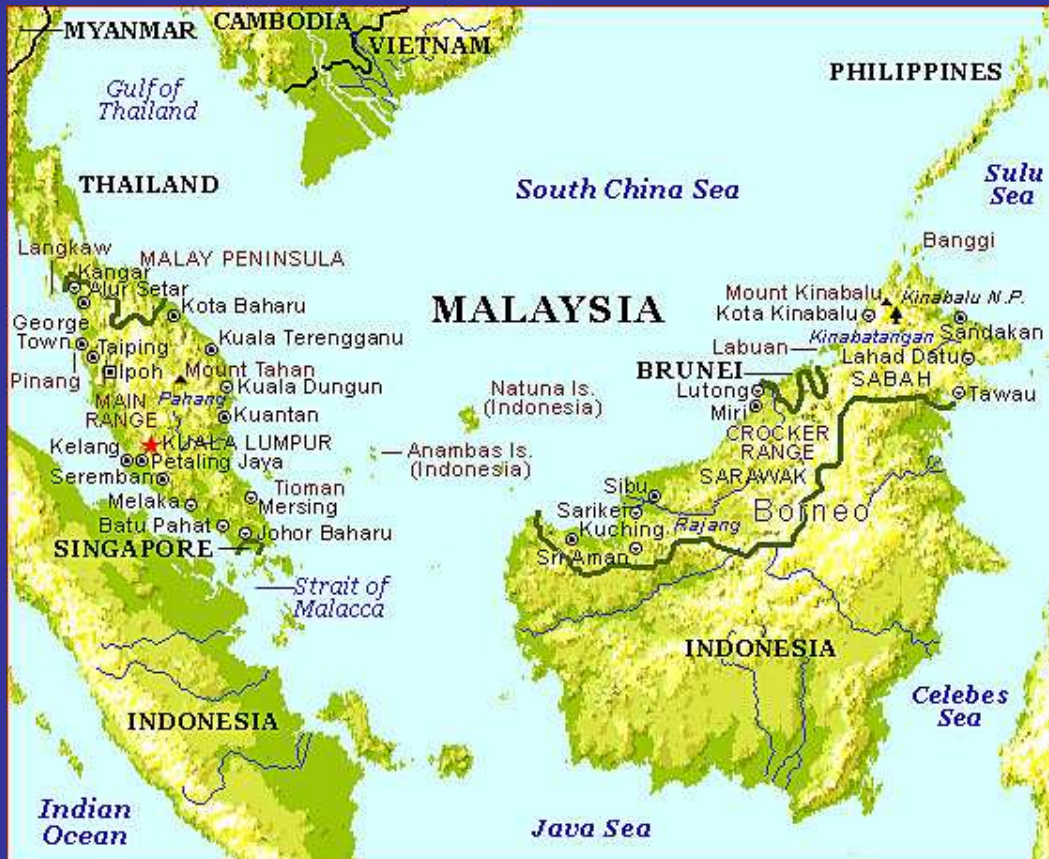 MYANMAR
CAMBODIA
VIETNAM
Gulf of
Thailand
PHILIPPINES
THAILAND
South China Sea
Sulu
Sea
Langkaw
MALAY PENINSULA
Banggi
Kangar
Alur Setar
Kota Baharu
MALAYSIA
Mount Kinabalu
Kinabalu N.P.
Kota Kinabalu
George
Town
Taiping
Kuala Terengganu
Kinabatangan
Sandakan
Labuan
Lahad Datu
Pinang
Ipoh
Mount Tahan
BRUNEI
SABAH
Kuala Dungun
Natuna Is.
(Indonesia)
Lutong
Tawau
MAIN
RANGE
Pahang
Kuantan
Miri
CROCKER
RANGE
Kelang
KUALA LUMPUR
Petaling Jaya
Anambas Is.
(Indonesia)
SARAWAK
Seremban
Tioman
Sibu
Melaka
Mersing
Sarikei
Borneo
Batu Pahat
Johor Baharu
Kuching
Rajang
SINGAPORE
Sri Aman
Strait of
Malacca
INDONESIA
INDONESIA
Celebes
Sea
Indian
Ocean
Java Sea